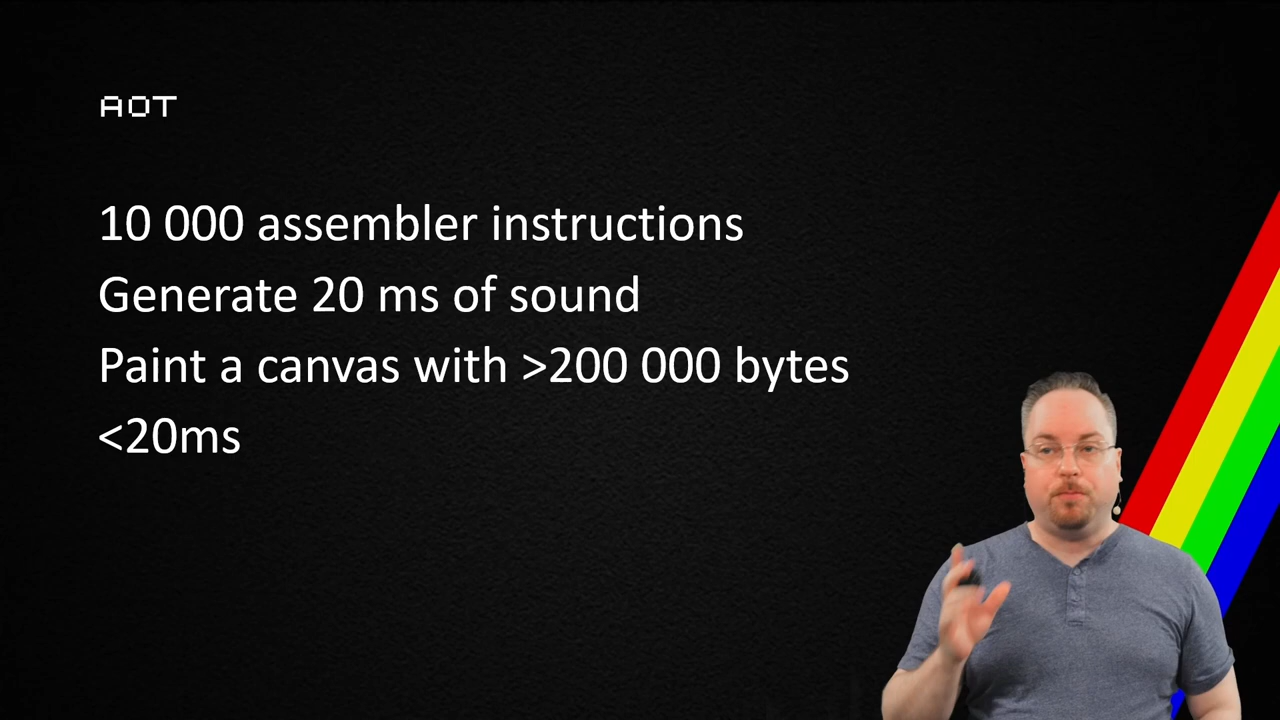 AOT
10 000 assembler instructions
Generate 20 ms of sound
Paint a canvas with >200 000 bytes
<20ms